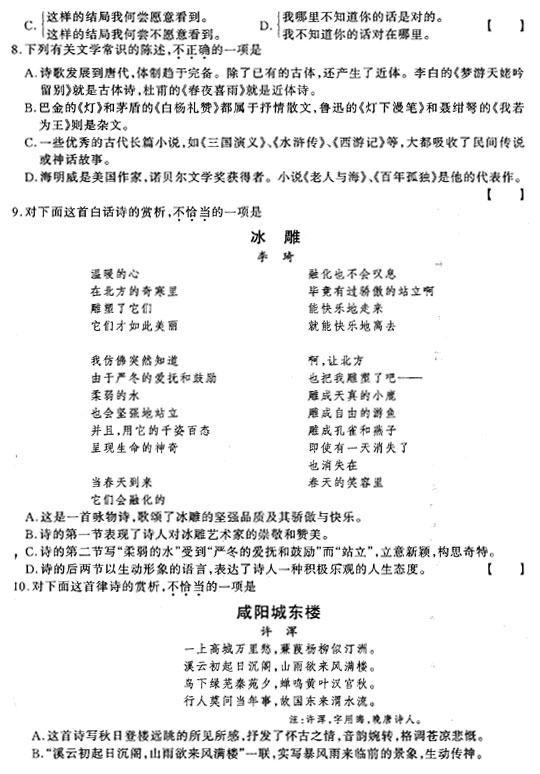 C.{这样的结局我何尝愿意看到。 D.{我哪里不知道你的话是对的。
这样的结局我何尝不愿意看到。 我不知道你的话对在哪里。 【 】
8.下列有关文学常识的陈述,不正确的一项是
A.诗歌发展到唐代,体制趋于完备。除了已有的古体,还产生了近体。李白的《梦游天姥吟
留别》就是古体诗,杜甫的《春夜喜雨》就是近体诗。
B.巴金的《灯》和茅盾的《白杨礼赞》都属于抒情散文,鲁迅的《灯下漫笔》和聂绀弩的《我若
为王》则是杂文。
C.一些优秀的古代长篇小说,如《三国演义》、《水浒传》、《西游记》等,大都吸收了民间传说
或神话故事。
D.海明威是美国作家,诺贝尔文学奖获得者。小说《老人与海》、《百年孤独》是他的代表作。
【 】
9.对下面这首白话诗的赏析,不恰当的一项是
冰 雕
李 琦
温暖的心
在北方的奇寒里
雕塑了它们
它们才如此美丽
我仿佛突然知道
由于严冬的爱抚和鼓励
柔弱的水
也会坚强地站立
并且,用它的千姿百态
呈现生命的神奇
当春天到来
它们会融化的
融化也不会叹息
毕竟有过骄傲的站立啊
能快乐地走来
就能快乐地离去
啊,让北方
也把我雕塑了吧——
雕成天真的小鹿
雕成自由的游鱼
雕成孔雀和燕子
即使有一天消失了
也消失在
春天的笑容里
A.这是一首咏物诗,歌颂了冰雕的坚强品质及其骄傲与快乐。
B.诗的第一节表现了诗人对冰雕艺术家的崇敬和赞美。
C.诗的第二节写“柔弱的水”受到“严冬的爱抚和鼓励”而“站立”,立意新颖,构思奇特。
D.诗的后两节以生动形象的语言,表达了诗人一种积极乐观的人生态度。 【 】
10.对下面这首律诗的赏析,不恰当的一项是
咸阳城东楼
许 浑
一上高城万里愁,蒹葭杨柳似汀洲。
溪云初起日沉阁,山雨欲来风满楼。
鸟下绿芜秦苑夕,蝉鸣黄叶汉宫秋。
行人莫问当年事,故国东来渭水流。
注:许浑,字用晦,晚唐诗人。
A.这首诗写秋日登楼远眺的所见所感,抒发了怀古之情,音韵婉转,格调苍凉悲慨。
B.“溪云初起日沉阁,山雨欲来风满楼”一联,实写暴风雨来临前的景象,生动传神。